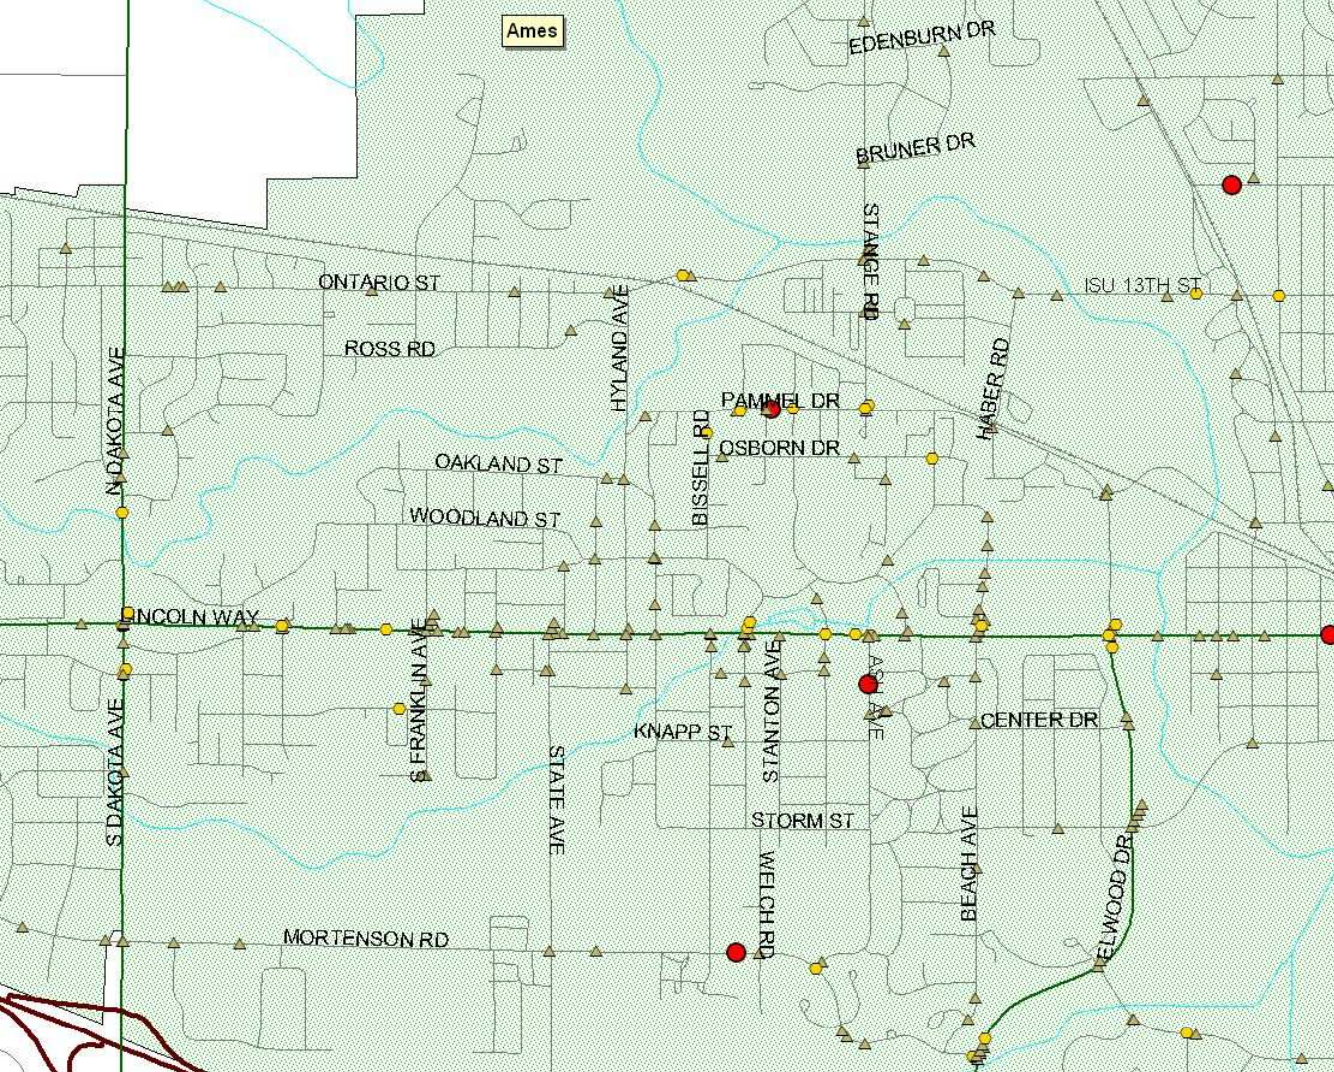 Ames
EDENBURN DR
BRUNER DR
STANGE RD
ONTARIO ST
ISU 13TH ST
HYLAND AVE
ROSS RD
N DAKOTA AVE
HABER RD
PAMMEL DR
BISSELL RD
OSBORN DR
OAKLAND ST
WOODLAND ST
LINCOLN WAY
S FRANKLIN AVE
STANTON AVE
ASH AVE
S DAKOTA AVE
KNAPP ST
CENTER DR
STATE AVE
STORM ST
BEACH AVE
ELWOOD DR
WELCH RD
MORTENSON RD